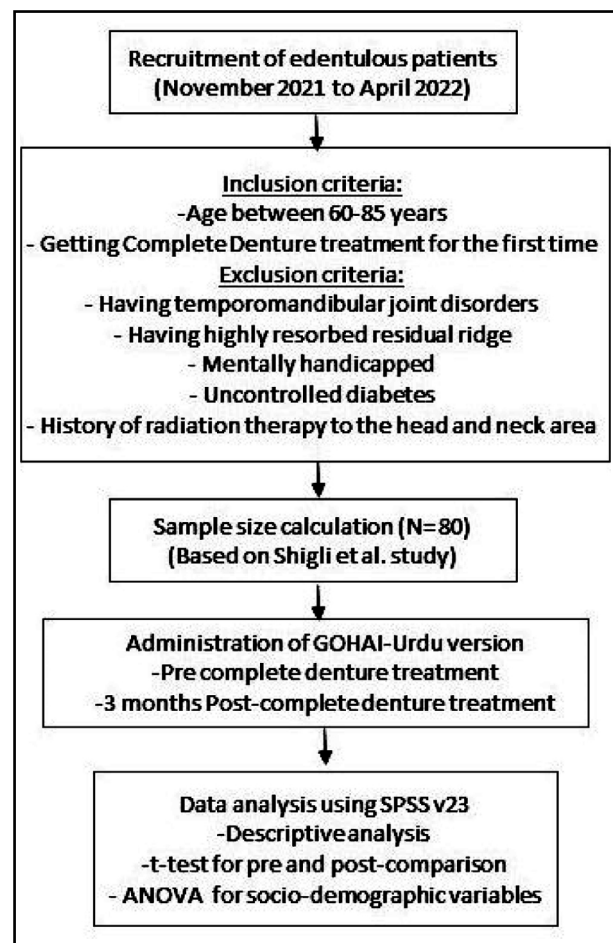 Recruitment of edentulous patients
(November 2021 to April 2022)
Inclusion criteria:
-Age between 60-85 years
- Getting Complete Denture treatment for the first time
Exclusion criteria:
- Having temporomandibular joint disorders
- Having highly resorbed residual ridge
- Mentally handicapped
- Uncontrolled diabetes
- History of radiation therapy to the head and neck area
Sample size calculation (N=80)
(Based on Shigli et al. study)
Administration of GOHAI-Urdu version
-Pre complete denture treatment
-3 months Post-complete denture treatment
Data analysis using SPSS v23
-Descriptive analysis
-t-test for pre and post-comparison
- ANOVA for socio-demographic variables